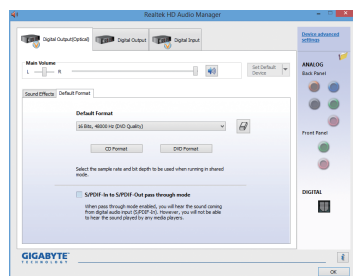 Realtek HD Audio Manager
Digital Output(Optical)
Digital Output
Digital Input
Device advanced settings
Main Volume
L
R
Set Default
Device
ANALOG
Back Panel
Sound Effects
Default Format
Default Format
16 Bits, 48000 Hz (DVD Quality)
CD Format
DVD Format
Select the sample rate and bit depth to be used when running in shared
mode.
Front Panel
S/PDIF-In to S/PDIF-Out pass through mode
When pass through mode enabled, you will hear the sound coming
from digital audio input (S/PDIF-In). However, you will not be able
to hear the sound played by any media players.
DIGITAL
GIGABYTE
TECHNOLOGY
i
OK